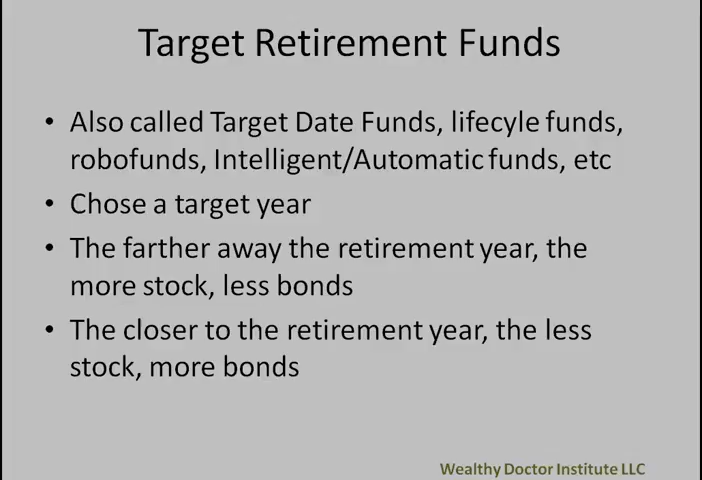 Target Retirement Funds
• Also called Target Date Funds, lifecyle funds,
robofunds, Intelligent/Automatic funds, etc
• Chose a target year
• The farther away the retirement year, the
more stock, less bonds
• The closer to the retirement year, the less
stock, more bonds
Wealthy Doctor Institute LLC